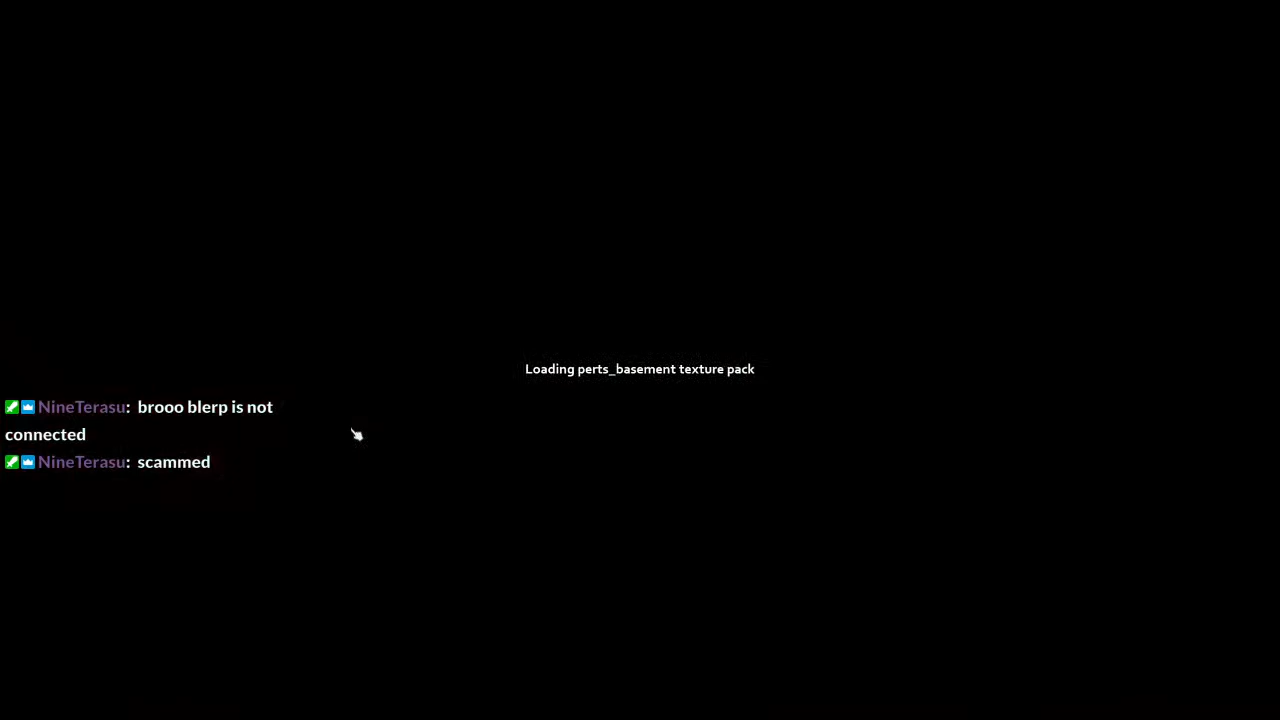 Loading perts_basement texture pack
NineTerasu: brooo blerp is not
connected
NineTerasu: scammed